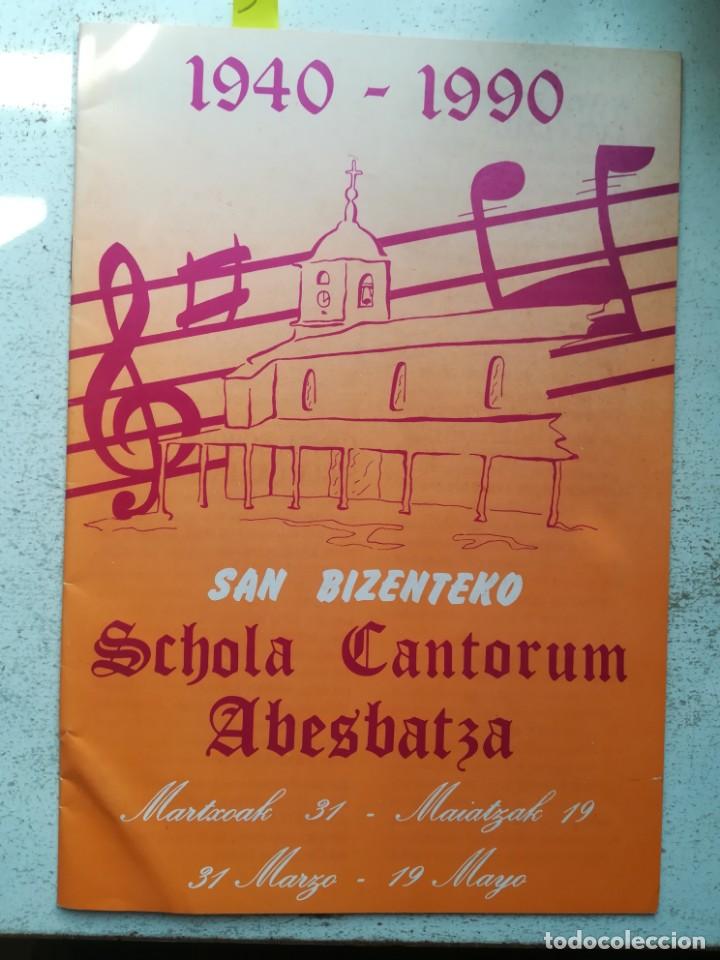 1940 - 1990
SAN BIZENTEKO
Schola Cantorum
Abesbatza
Martxoak 31 - Maiatzak 19
31 Marzo - 19 Mayo
todocoleccion